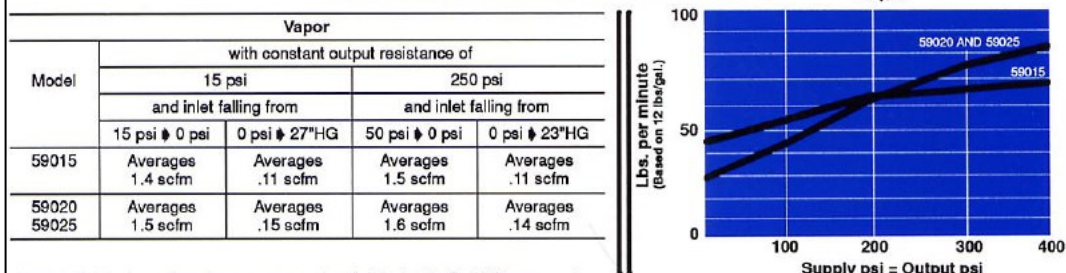 Vapor
Model
with constant output resistance of
15 psi
250 psi
and inlet falling from
and inlet falling from
15 psi ➧ 0 psi
0 psi ➧ 27"HG
50 psi ➧ 0 psi
0 psi ➧ 23"HG
59015
Averages
1.4 scfm
Averages
.11 scfm
Averages
1.5 scfm
Averages
.11 scfm
59020
59025
Averages
1.5 scfm
Averages
.15 scfm
Averages
1.6 scfm
Averages
.14 scfm
Lbs. per minute
(Based on 12 lbs/gal.)
100
50
0
59020 AND 59025
59015
100
200
300
400
Supply psi = Output psi